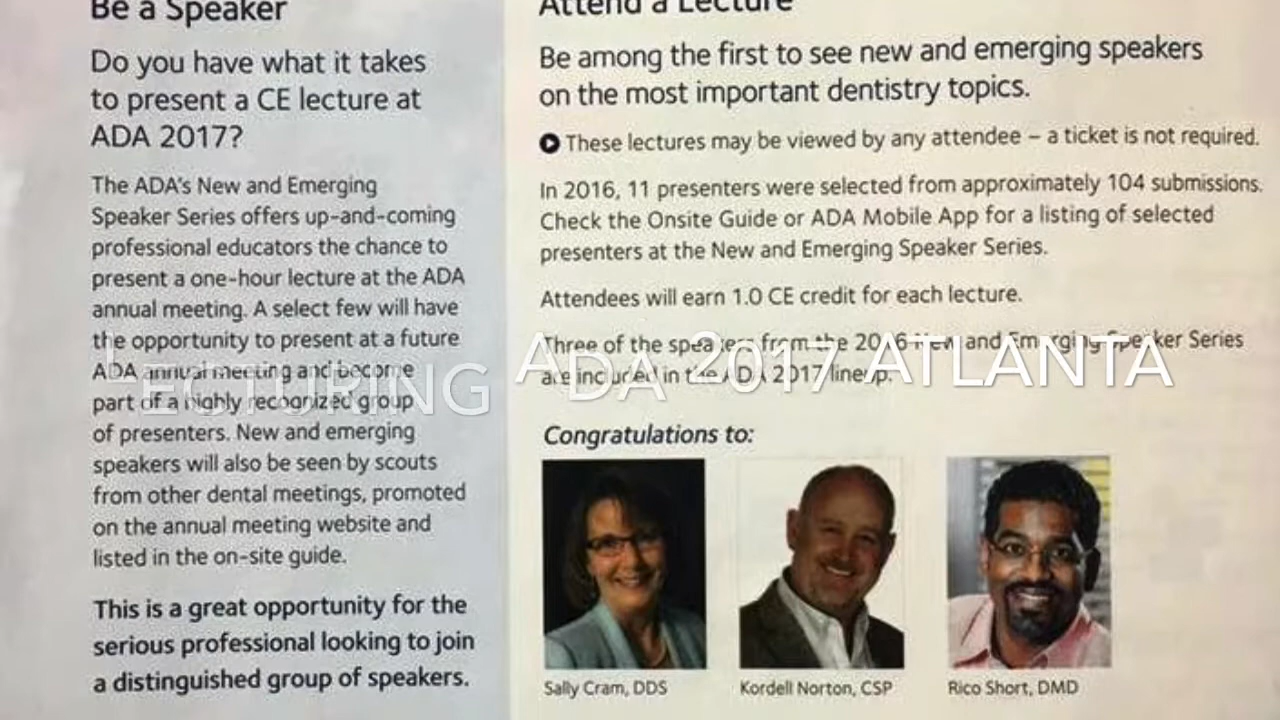 Be a Speaker
Do you have what it takes
to present a CE lecture at
ADA 2017?
The ADA's New and Emerging
Speaker Series offers up-and-coming
professional educators the chance to
present a one-hour lecture at the ADA
annual meeting. A select few will have
the opportunity to present at a future
ADA annual meeting and become
part of a highly recognized group
of presenters. New and emerging
speakers will also be seen by scouts
from other dental meetings, promoted
on the annual meeting website and
listed in the on-site guide.
This is a great opportunity for the
serious professional looking to join
a distinguished group of speakers.
Attend a Lecture
Be among the first to see new and emerging speakers
on the most important dentistry topics.
These lectures may be viewed by any attendee – a ticket is not required.
In 2016, 11 presenters were selected from approximately 104 submissions.
Check the Onsite Guide or ADA Mobile App for a listing of selected
presenters at the New and Emerging Speaker Series.
Attendees will earn 1.0 CE credit for each lecture.
Three of the speakers from the 2016 New and Emerging Speaker Series
are included in the ADA 2017 lineup.
LECTURING ADA 2017 ATLANTA
Congratulations to:
Sally Cram, DDS
Kordell Norton, CSP
Rico Short, DMD